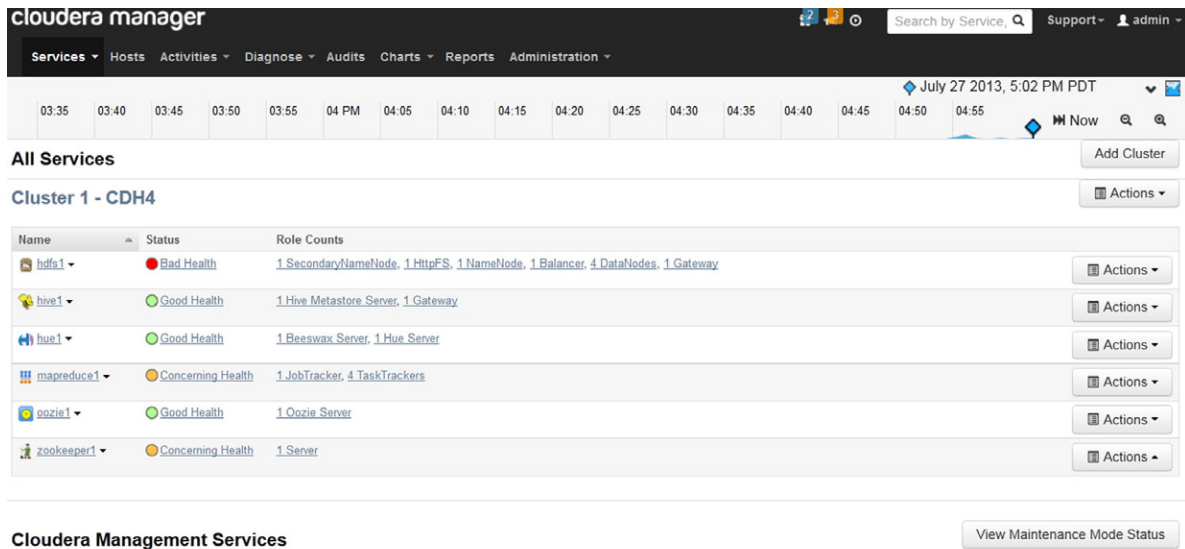 cloudera manager
2 3 Search by Service, Support admin
Services Hosts Activities Diagnose Audits Charts Reports Administration
July 27 2013, 5:02 PM PDT
03:35 03:40 03:45 03:50 03:55 04 PM 04:05 04:10 04:15 04:20 04:25 04:30 04:35 04:40 04:45 04:50 04:55 Now
All Services Add Cluster
Cluster 1 - CDH4 Actions
Name Status Role Counts
hdfs1 Bad Health 1 SecondaryNameNode, 1 HttpFS, 1 NameNode, 1 Balancer, 4 DataNodes, 1 Gateway Actions
hive1 Good Health 1 Hive Metastore Server, 1 Gateway Actions
hue1 Good Health 1 Beeswax Server, 1 Hue Server Actions
mapreduce1 Concerning Health 1 JobTracker, 4 TaskTrackers Actions
oozie1 Good Health 1 Oozie Server Actions
zookeeper1 Concerning Health 1 Server Actions
Cloudera Management Services View Maintenance Mode Status